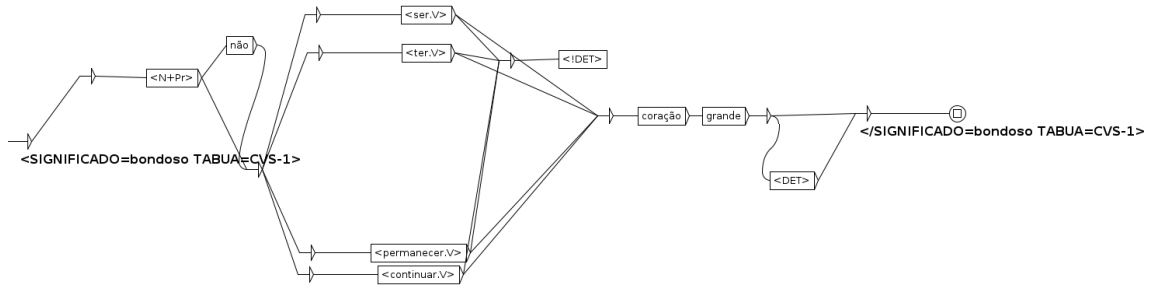 <ser.V>
não
<ter.V>
<!DET>
<N+Pr>
coração grande
</SIGNIFICADO=bondoso TABUA=CVS-1>
<SIGNIFICADO=bondoso TABUA=CVS-1>
<DET>
<permanecer.V>
<continuar.V>